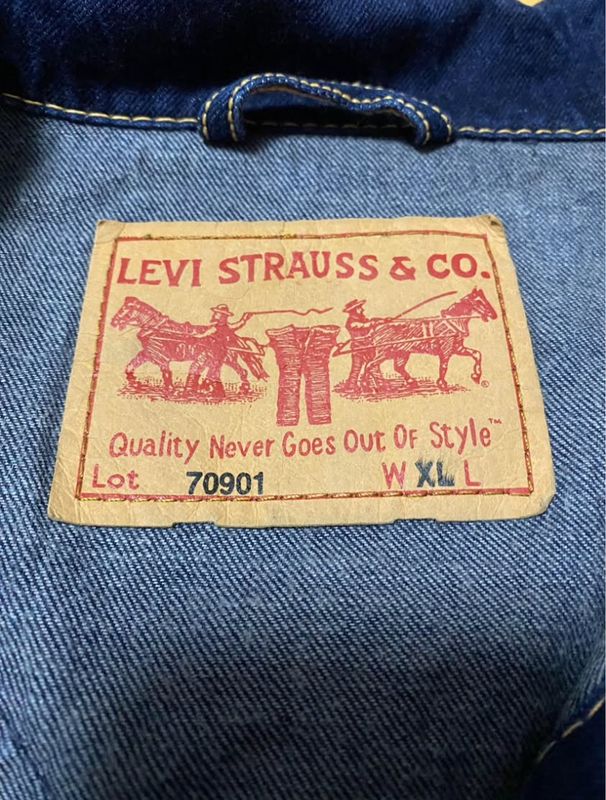 LEVI STRAUSS & CO.
®
Quality Never Goes Out Of Style™
Lot 70901 W XL L